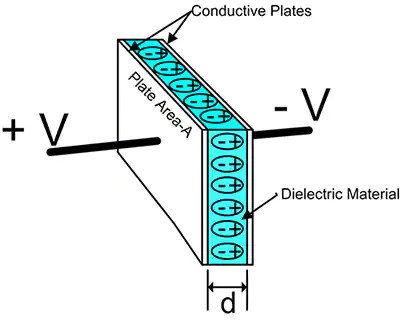 Conductive Plates
Plate Area-A
- V
+ V
Dielectric Material
d